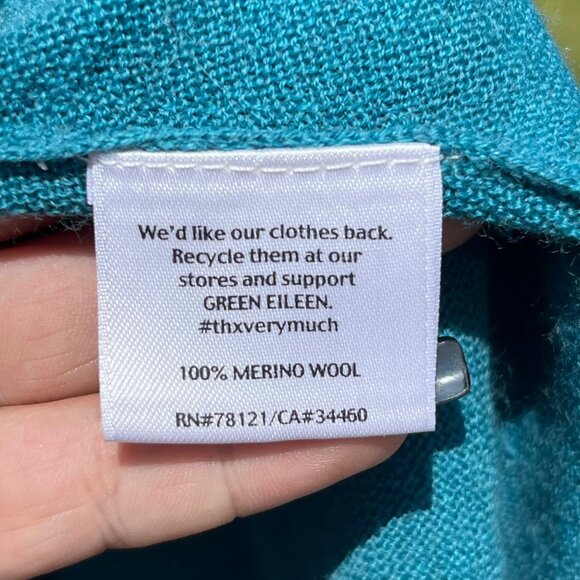 We'd like our clothes back.
Recycle them at our
stores and support
GREEN EILEEN.
#thxverymuch
100% MERINO WOOL
RN#78121/CA#34460